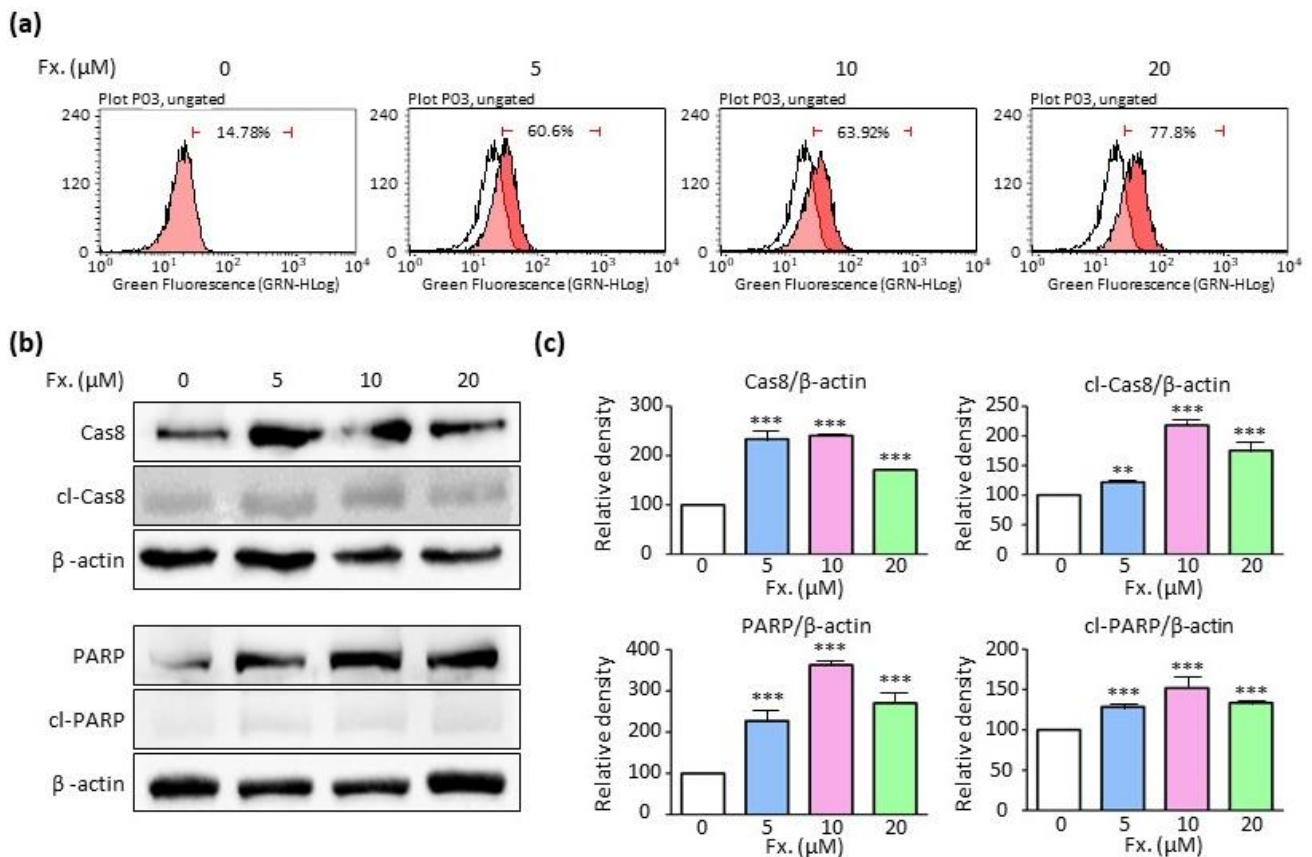 (a)
Fx. (μM) 0 5 10 20
Plot P03, ungated Plot P03, ungated Plot P03, ungated Plot P03, ungated
240 240 240 240
14.78% 60.6% 63.92% 77.8%
120 120 120 120
0 0 0 0
10⁰ 10¹ 10² 10³ 10⁴ 10⁰ 10¹ 10² 10³ 10⁴ 10⁰ 10¹ 10² 10³ 10⁴ 10⁰ 10¹ 10² 10³ 10⁴
Green Fluorescence (GRN-HLog) Green Fluorescence (GRN-HLog) Green Fluorescence (GRN-HLog) Green Fluorescence (GRN-HLog)
(b)
Fx. (μM) 0 5 10 20
Cas8
cl-Cas8
β-actin
PARP
cl-PARP
β-actin
(c)
Cas8/β-actin
Relative density
300
200
100
0
*** *** ***
0 5 10 20
Fx. (μM)
cl-Cas8/β-actin
Relative density
250
200
150
100
50
0
** *** ***
0 5 10 20
Fx. (μM)
PARP/β-actin
Relative density
400
300
200
100
0
*** *** ***
0 5 10 20
Fx. (μM)
cl-PARP/β-actin
Relative density
200
150
100
50
0
*** *** ***
0 5 10 20
Fx. (μM)